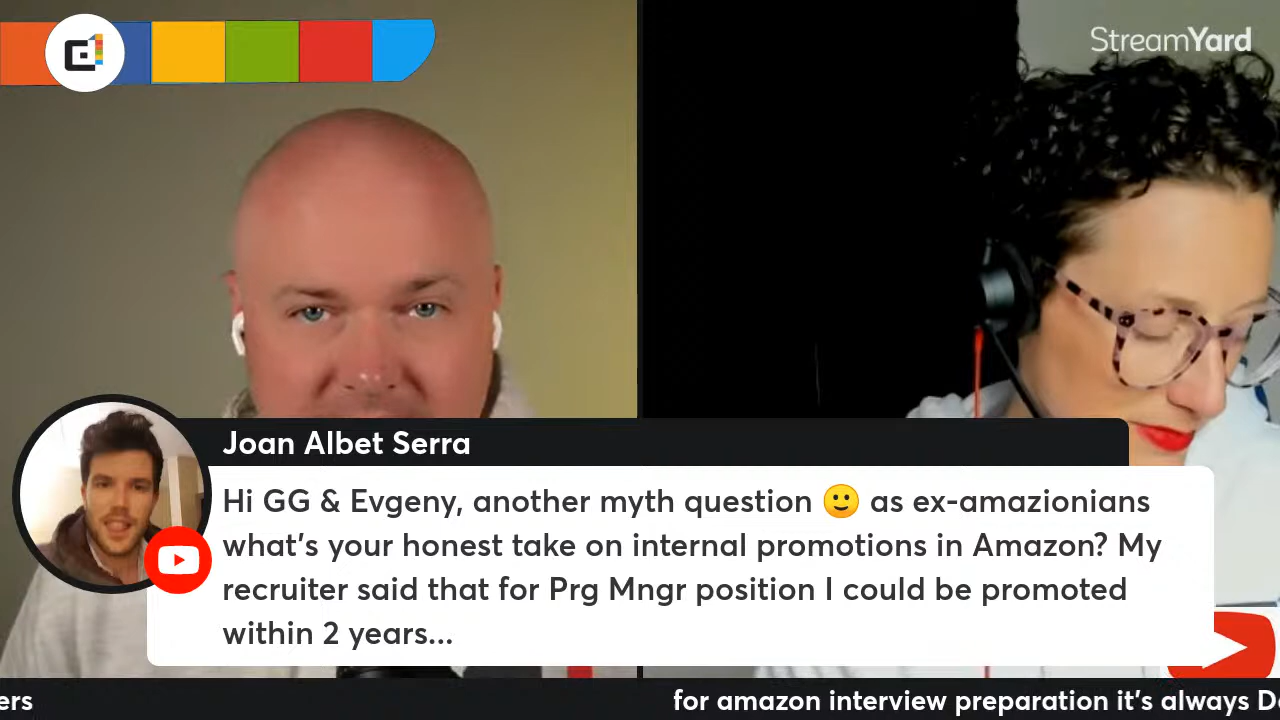 StreamYard
Joan Albet Serra
Hi GG & Evgeny, another myth question 🙂 as ex-amazionians
what's your honest take on internal promotions in Amazon? My
recruiter said that for Prg Mngr position I could be promoted
within 2 years...
ers for amazon interview preparation it's always D